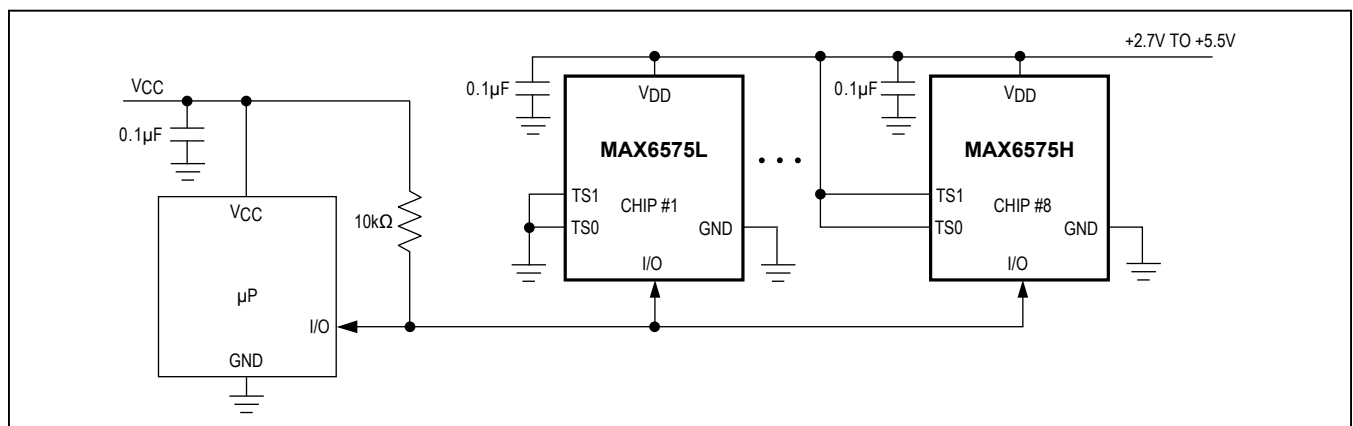 +2.7V TO +5.5V
VCC
0.1µF
10kΩ
VCC
µP
I/O
GND
0.1µF
VDD
MAX6575L
CHIP #1
TS1
TS0
GND
I/O
• • •
0.1µF
VDD
MAX6575H
CHIP #8
TS1
TS0
GND
I/O